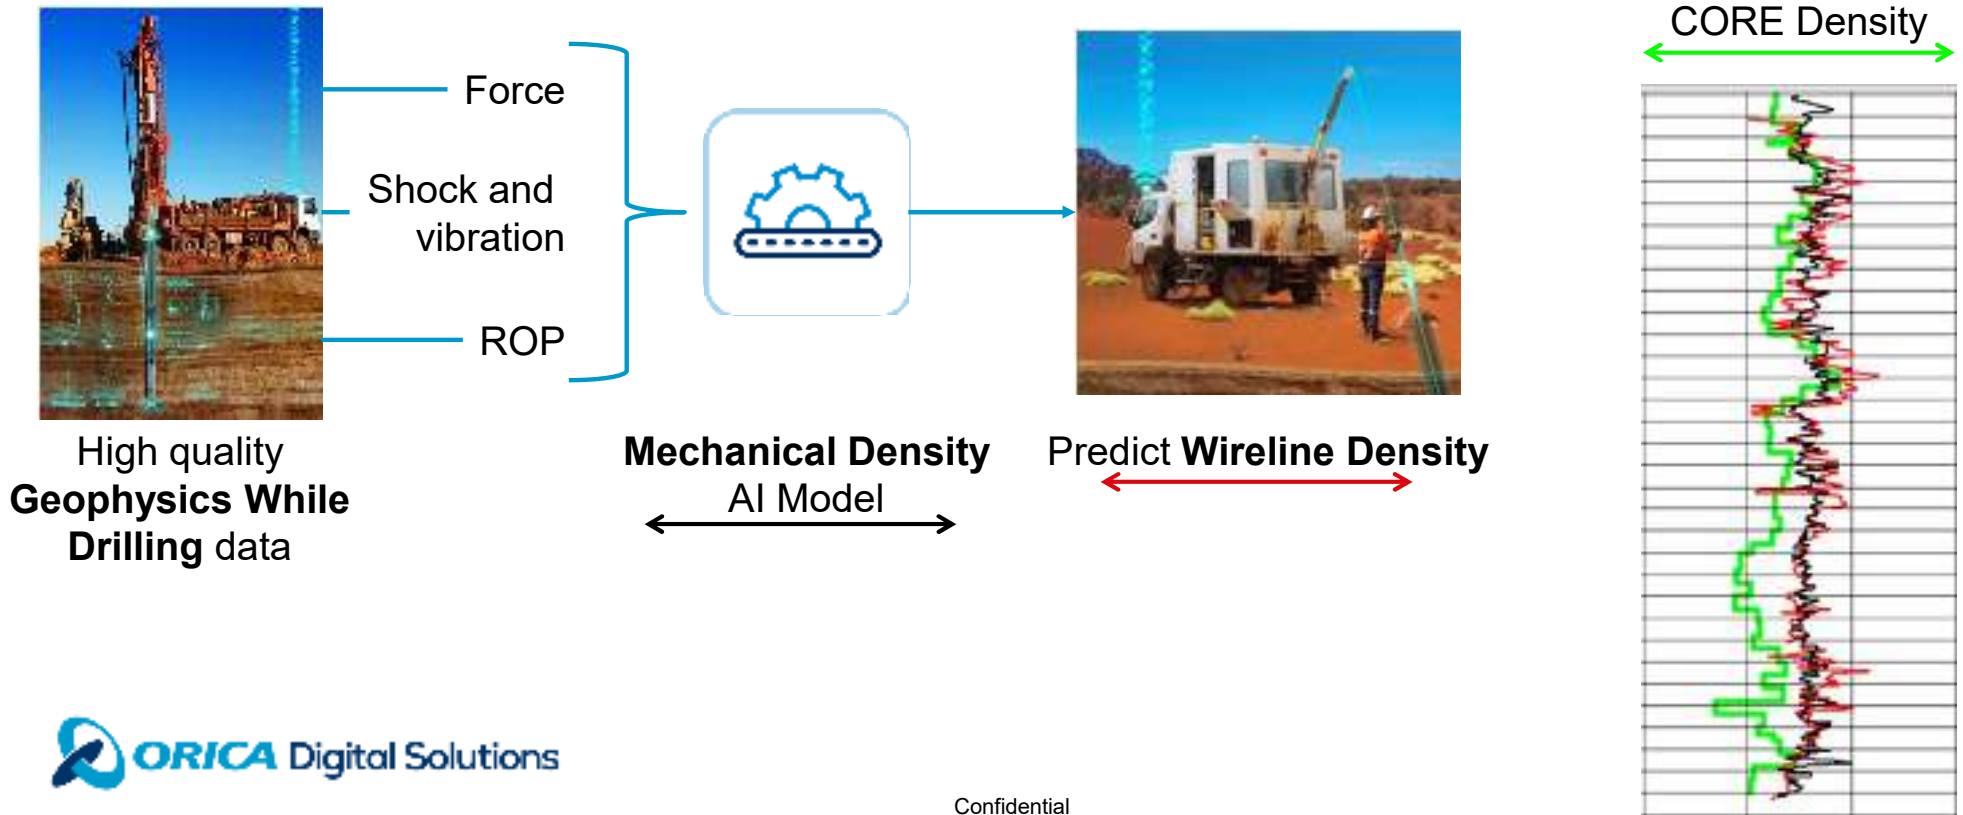 CORE Density
Force
Shock and
vibration
ROP
High quality
Geophysics While
Drilling data
Mechanical Density
AI Model
Predict Wireline Density
ORICA Digital Solutions
Confidential